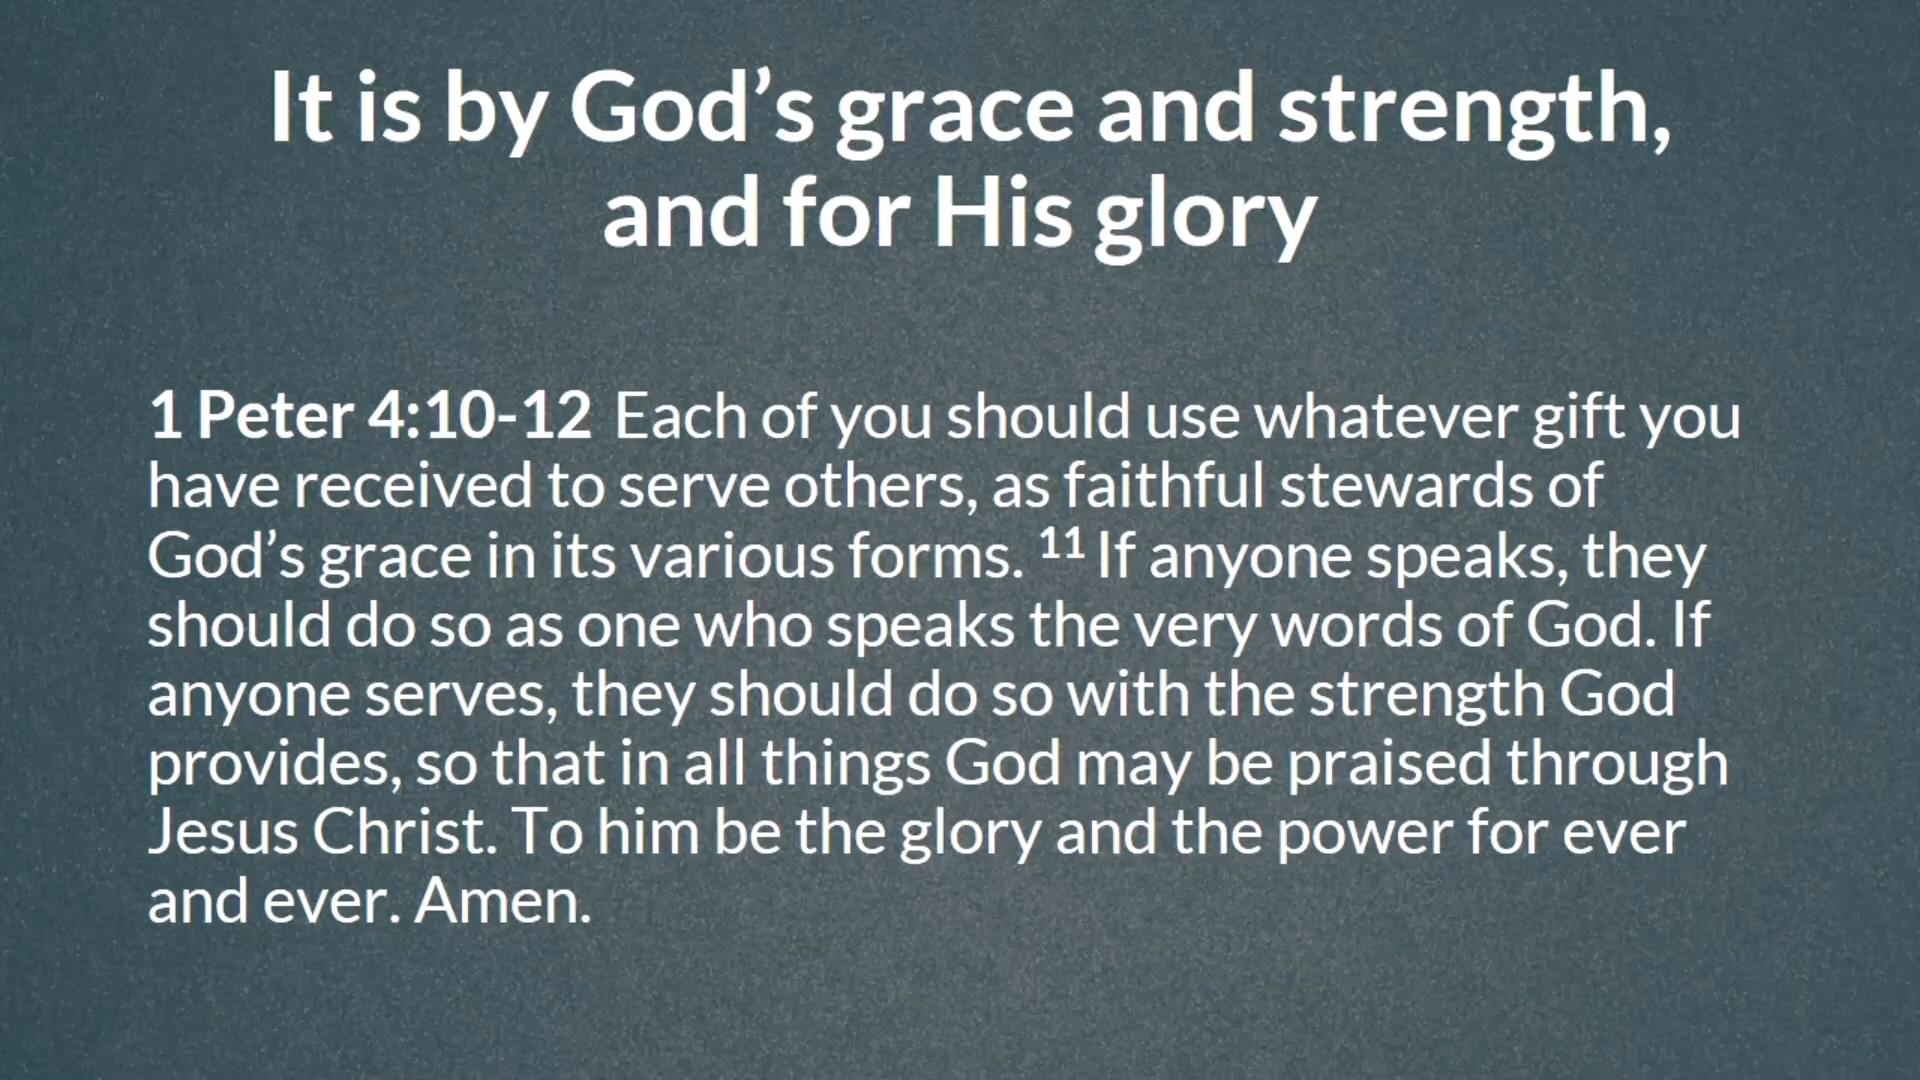 It is by God’s grace and strength,
and for His glory
1 Peter 4:10-12 Each of you should use whatever gift you
have received to serve others, as faithful stewards of
God’s grace in its various forms. ¹¹ If anyone speaks, they
should do so as one who speaks the very words of God. If
anyone serves, they should do so with the strength God
provides, so that in all things God may be praised through
Jesus Christ. To him be the glory and the power for ever
and ever. Amen.